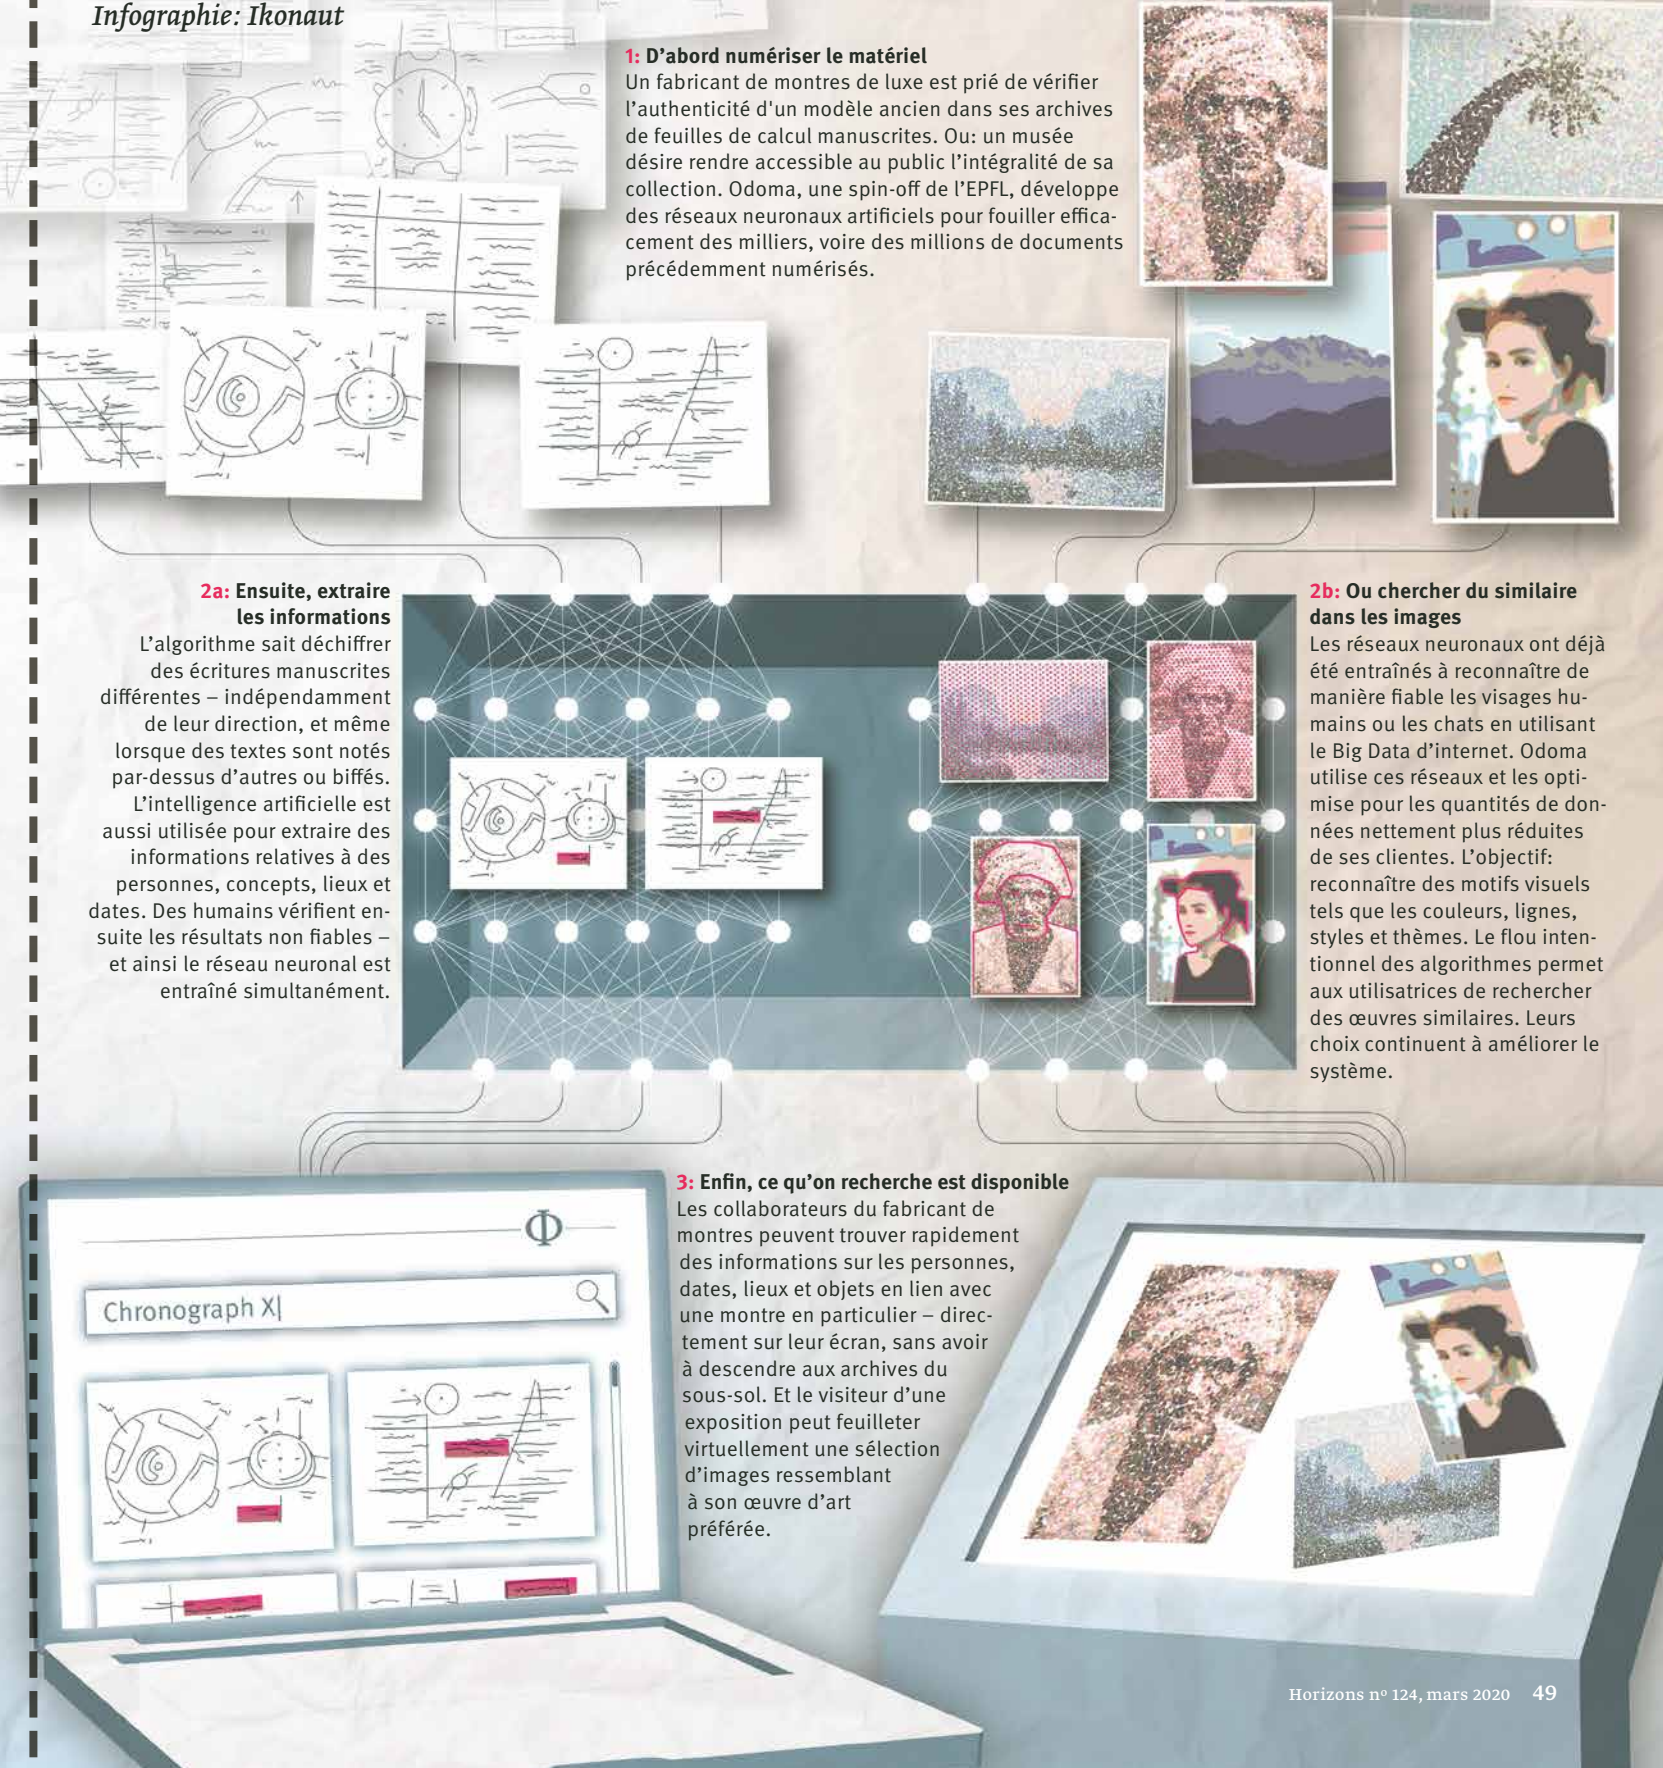 Infographie: Ikonaut
1: D’abord numériser le matériel
Un fabricant de montres de luxe est prié de vérifier
l’authenticité d'un modèle ancien dans ses archives
de feuilles de calcul manuscrites. Ou: un musée
désire rendre accessible au public l’intégralité de sa
collection. Odoma, une spin-off de l’EPFL, développe
des réseaux neuronaux artificiels pour fouiller effica-
cement des milliers, voire des millions de documents
précédemment numérisés.
2a: Ensuite, extraire
les informations
L’algorithme sait déchiffrer
des écritures manuscrites
différentes – indépendamment
de leur direction, et même
lorsque des textes sont notés
par-dessus d’autres ou biffés.
L’intelligence artificielle est
aussi utilisée pour extraire des
informations relatives à des
personnes, concepts, lieux et
dates. Des humains vérifient en-
suite les résultats non fiables –
et ainsi le réseau neuronal est
entraîné simultanément.
2b: Ou chercher du similaire
dans les images
Les réseaux neuronaux ont déjà
été entraînés à reconnaître de
manière fiable les visages hu-
mains ou les chats en utilisant
le Big Data d’internet. Odoma
utilise ces réseaux et les opti-
mise pour les quantités de don-
nées nettement plus réduites
de ses clientes. L’objectif:
reconnaître des motifs visuels
tels que les couleurs, lignes,
styles et thèmes. Le flou inten-
tionnel des algorithmes permet
aux utilisatrices de rechercher
des œuvres similaires. Leurs
choix continuent à améliorer le
système.
3: Enfin, ce qu’on recherche est disponible
Les collaborateurs du fabricant de
montres peuvent trouver rapidement
des informations sur les personnes,
dates, lieux et objets en lien avec
une montre en particulier – direc-
tement sur leur écran, sans avoir
à descendre aux archives du
sous-sol. Et le visiteur d’une
exposition peut feuilleter
virtuellement une sélection
d’images ressemblant
à son œuvre d’art
préférée.
Φ
Chronograph X|
Horizons nº 124, mars 2020 49